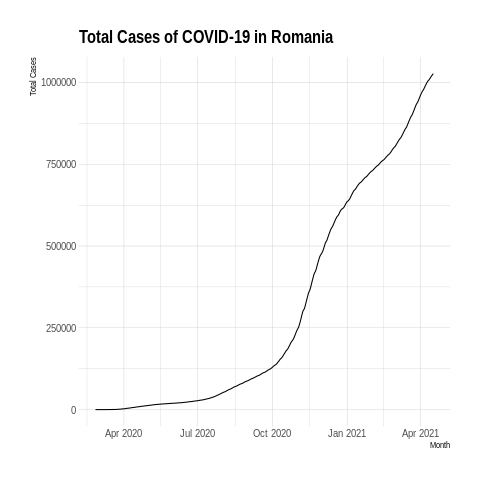 Total Cases of COVID-19 in Romania
Total Cases
1000000
750000
500000
250000
0
Apr 2020 Jul 2020 Oct 2020 Jan 2021 Apr 2021
Month